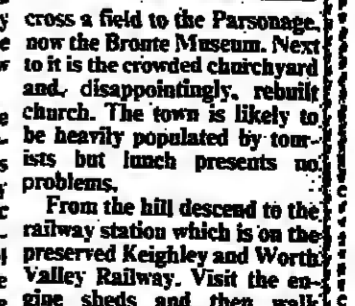 cross a field to the Parsonage,
now the Bronte Museum. Next
to it is the crowded churchyard
and, disappointingly, rebuilt
church. The town is likely to
be heavily populated by tour-
ists but lunch presents no
problems.
From the hill descend to the
railway station which is on the
preserved Keighley and Worth
Valley Railway. Visit the en-
gine sheds and then walk